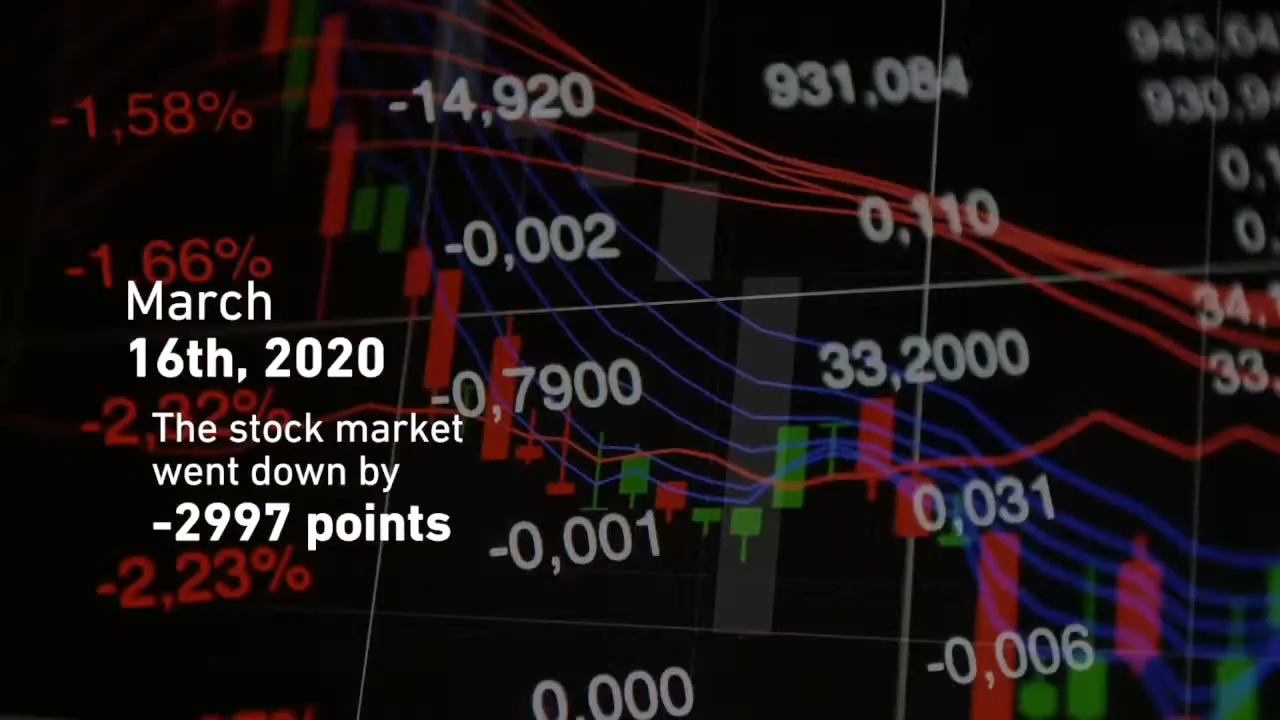 -1,58%
-14,920
931,084
-1,66%
-0,002
0,110
March
16th, 2020
-0,7900
33,2000
The stock market
went down by
-2997 points
-0,001
0,031
-2,23%
-0,006
0,000